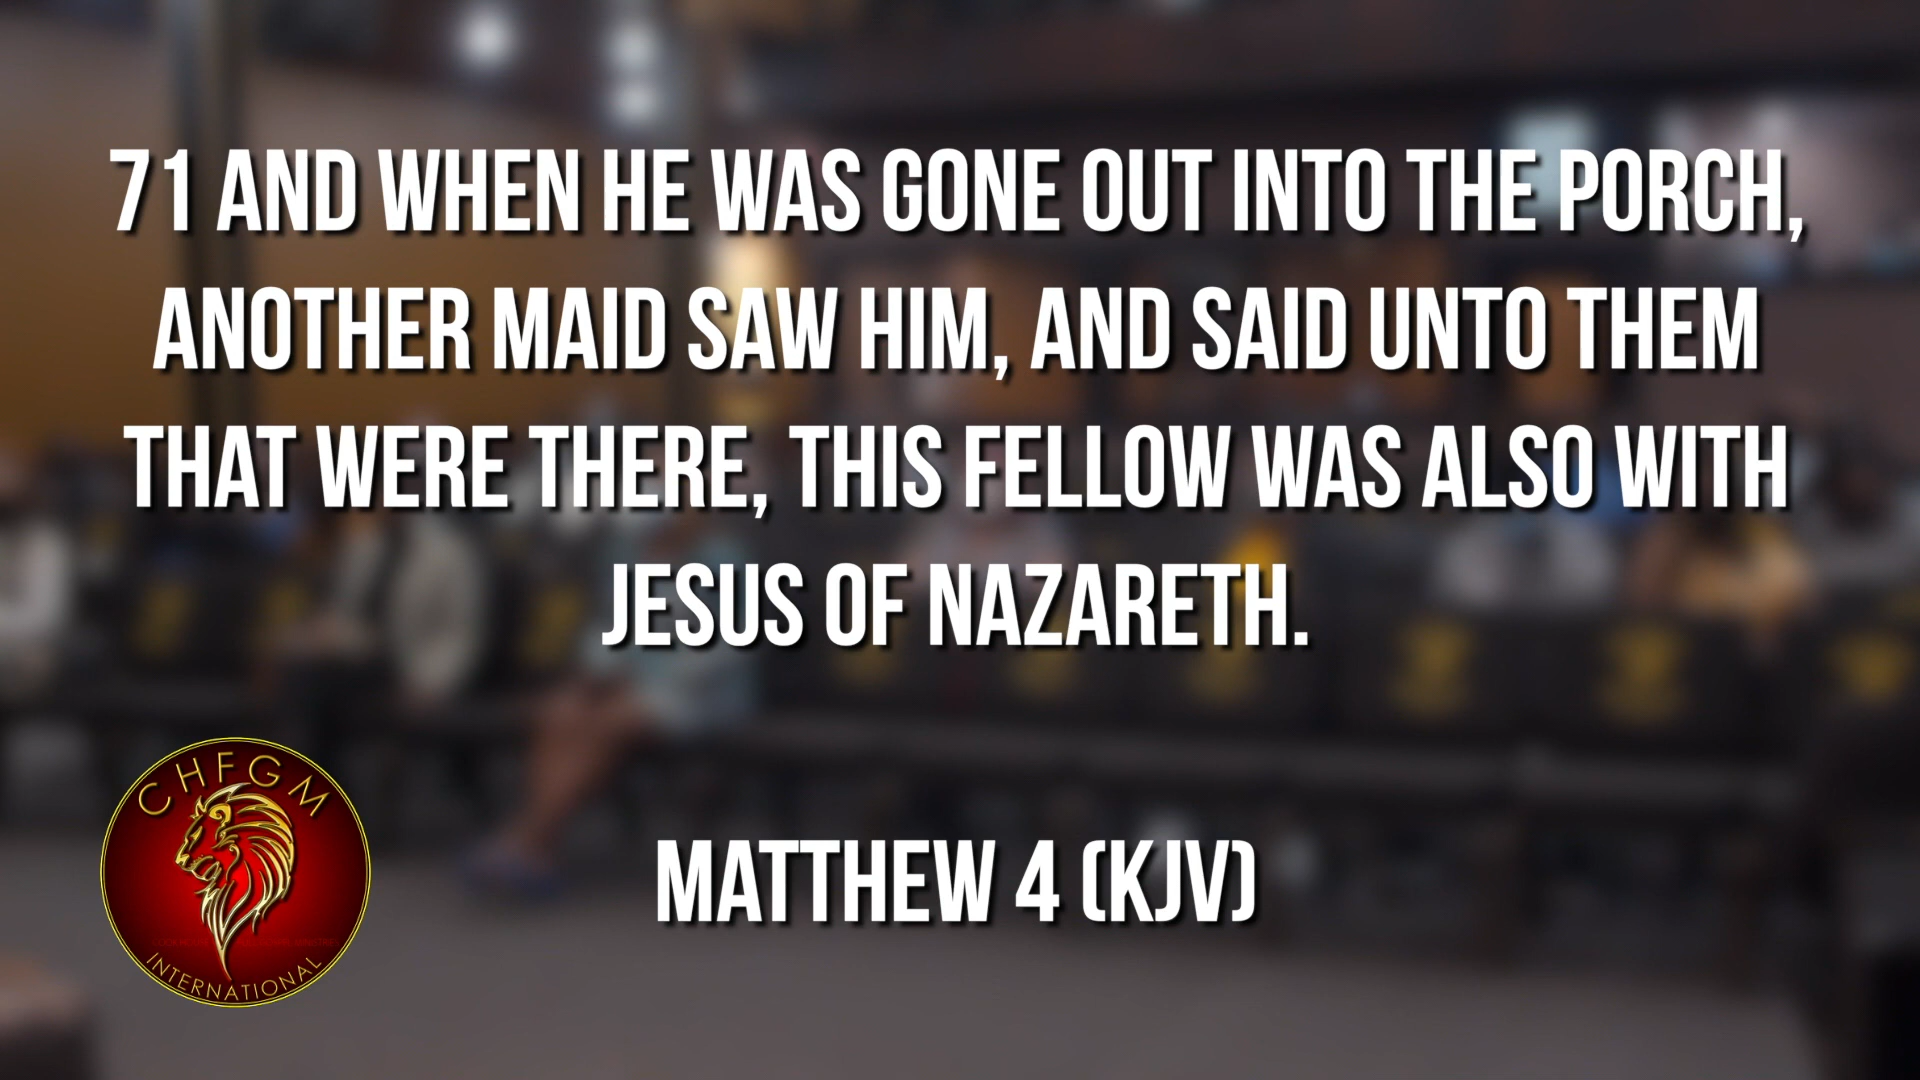 71 AND WHEN HE WAS GONE OUT INTO THE PORCH,
ANOTHER MAID SAW HIM, AND SAID UNTO THEM
THAT WERE THERE, THIS FELLOW WAS ALSO WITH
JESUS OF NAZARETH.
CHFGM
INTERNATIONAL
MATTHEW 4 (KJV)